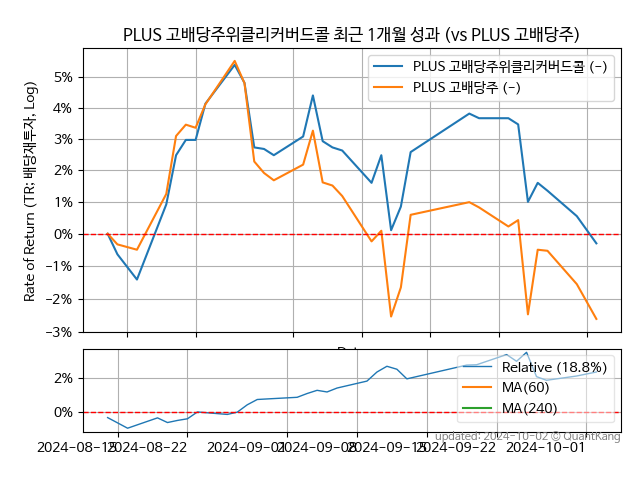 PLUS 고배당주위클리커버드콜 최근 1개월 성과 (vs PLUS 고배당주)
Rate of Return (TR: 배당재투자, Log)
5%
4%
3%
2%
1%
0%
−1%
−2%
−3%
PLUS 고배당주위클리커버드콜 (-)
PLUS 고배당주 (-)
2%
0%
Relative (18.8%)
MA(60)
MA(240)
updated: 2024-10-02 © QuantKang
2024-08-15
2024-08-22
2024-09-01
2024-09-08
2024-09-15
2024-09-22
2024-10-01